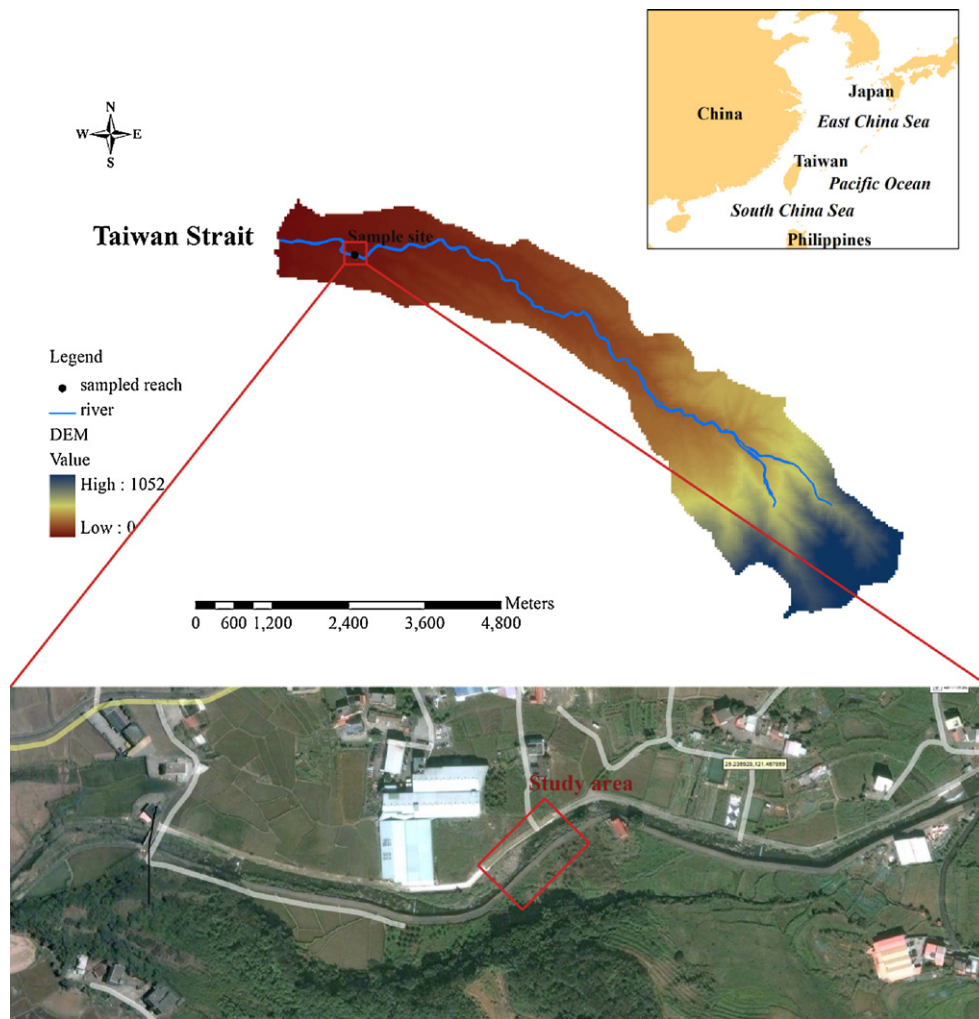 China
Japan
East China Sea
Taiwan
Pacific Ocean
South China Sea
Philippines
N
W E
S
Taiwan Strait
Sample site
Legend
sampled reach
river
DEM
Value
High : 1052
Low : 0
Meters
0 600 1,200 2,400 3,600 4,800
Study area